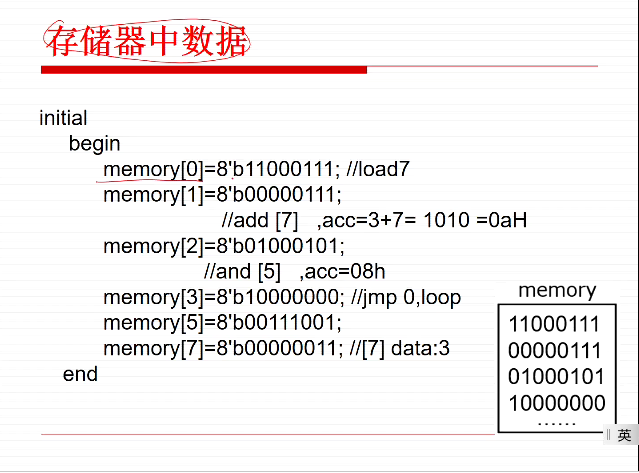 存储器中数据
initial
begin
memory[0]=8'b11000111; //load7
memory[1]=8'b00000111;
//add [7] ,acc=3+7= 1010 =0aH
memory[2]=8'b01000101;
//and [5] ,acc=08h
memory[3]=8'b10000000; //jmp 0,loop
memory[5]=8'b00111001;
memory[7]=8'b00000011; //[7] data:3
end
memory
11000111
00000111
01000101
10000000
……
英